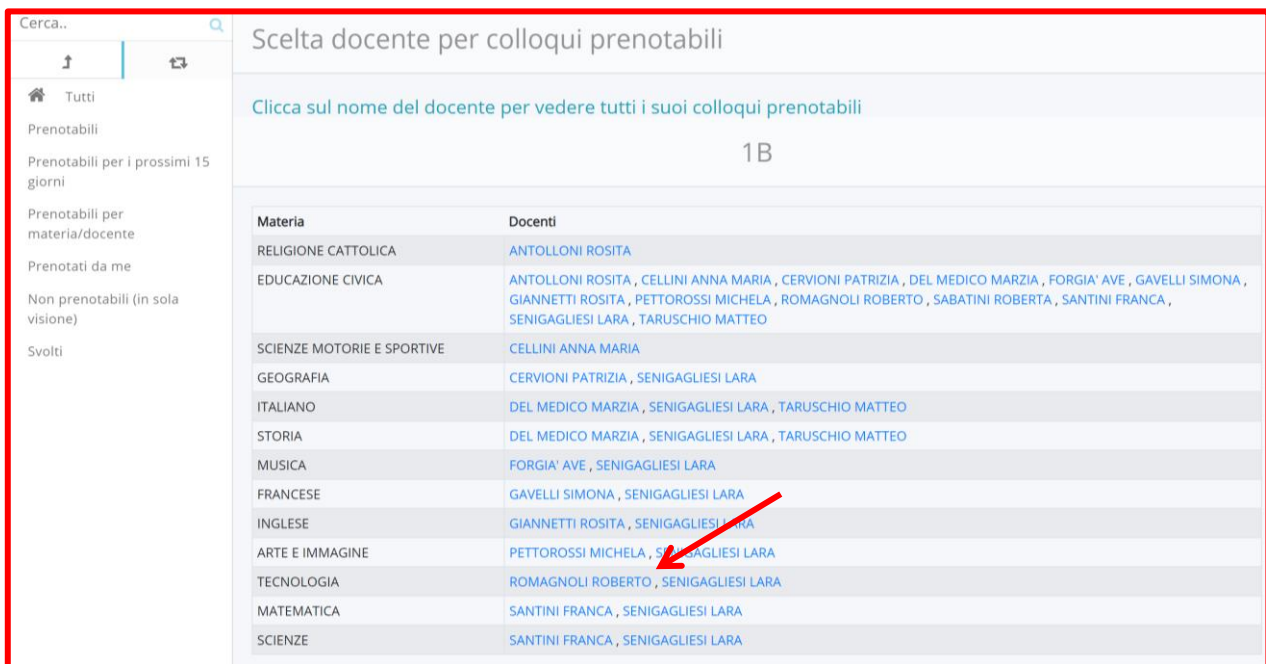 Cerca..
Tutti
Prenotabili
Prenotabili per i prossimi 15
giorni
Prenotabili per
materia/docente
Prenotati da me
Non prenotabili (in sola
visione)
Svolti
Scelta docente per colloqui prenotabili
Clicca sul nome del docente per vedere tutti i suoi colloqui prenotabili
1B
Materia Docenti
RELIGIONE CATTOLICA ANTOLLONI ROSITA
EDUCAZIONE CIVICA ANTOLLONI ROSITA , CELLINI ANNA MARIA , CERVIONI PATRIZIA , DEL MEDICO MARZIA , FORGIA' AVE , GAVELLI SIMONA ,
GIANNETTI ROSITA , PETTOROSSI MICHELA , ROMAGNOLI ROBERTO , SABATINI ROBERTA , SANTINI FRANCA ,
SENIGAGLIESI LARA , TARUSCHIO MATTEO
SCIENZE MOTORIE E SPORTIVE CELLINI ANNA MARIA
GEOGRAFIA CERVIONI PATRIZIA , SENIGAGLIESI LARA
ITALIANO DEL MEDICO MARZIA , SENIGAGLIESI LARA , TARUSCHIO MATTEO
STORIA DEL MEDICO MARZIA , SENIGAGLIESI LARA , TARUSCHIO MATTEO
MUSICA FORGIA' AVE , SENIGAGLIESI LARA
FRANCESE GAVELLI SIMONA , SENIGAGLIESI LARA
INGLESE GIANNETTI ROSITA , SENIGAGLIESI LARA
ARTE E IMMAGINE PETTOROSSI MICHELA , SENIGAGLIESI LARA
TECNOLOGIA ROMAGNOLI ROBERTO , SENIGAGLIESI LARA
MATEMATICA SANTINI FRANCA , SENIGAGLIESI LARA
SCIENZE SANTINI FRANCA , SENIGAGLIESI LARA